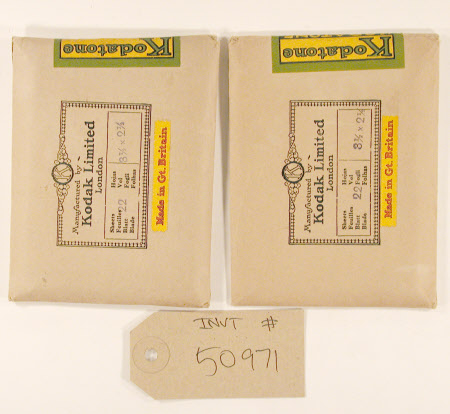 Kodatone
Manufactured by
Kodak Limited
London
K
Sheets
Feuilles
Blatt
Blade
22
Hojas
Vel
Fogli
Folhas
Made in Gt. Britain
Kodatone
Manufactured by
Kodak Limited
London
K
Sheets
Feuilles
Blatt
Blade
22
Hojas
Vel
Fogli
Folhas
Made in Gt. Britain
INVT #
50971